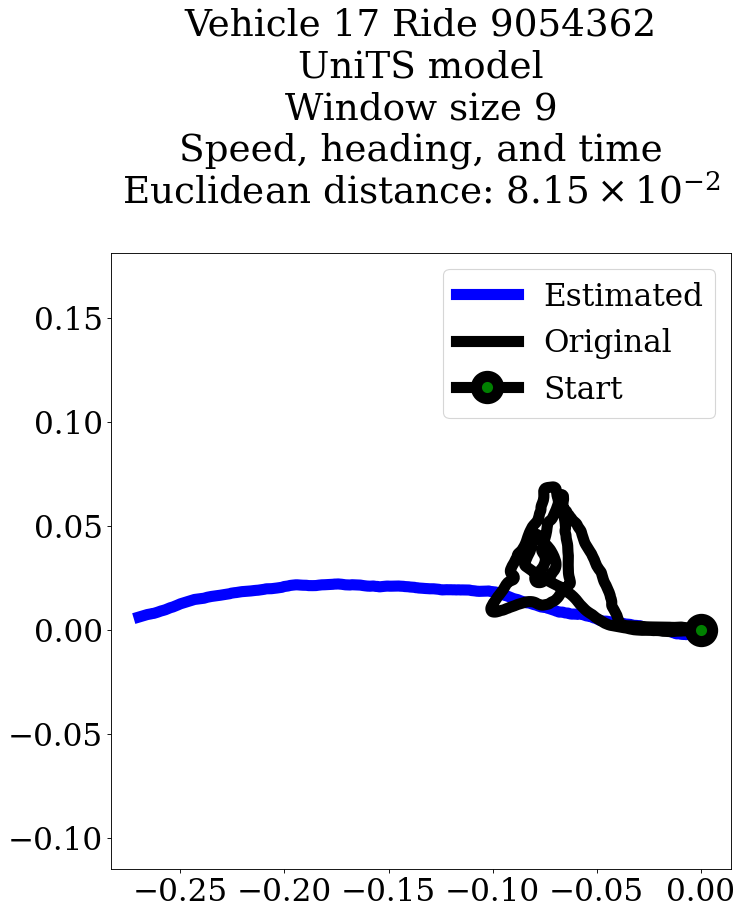 Vehicle 17 Ride 9054362
UniTS model
Window size 9
Speed, heading, and time
Euclidean distance: 8.15 × 10⁻²
Estimated
Original
Start
0.15
0.10
0.05
0.00
−0.05
−0.10
−0.25 −0.20 −0.15 −0.10 −0.05 0.00